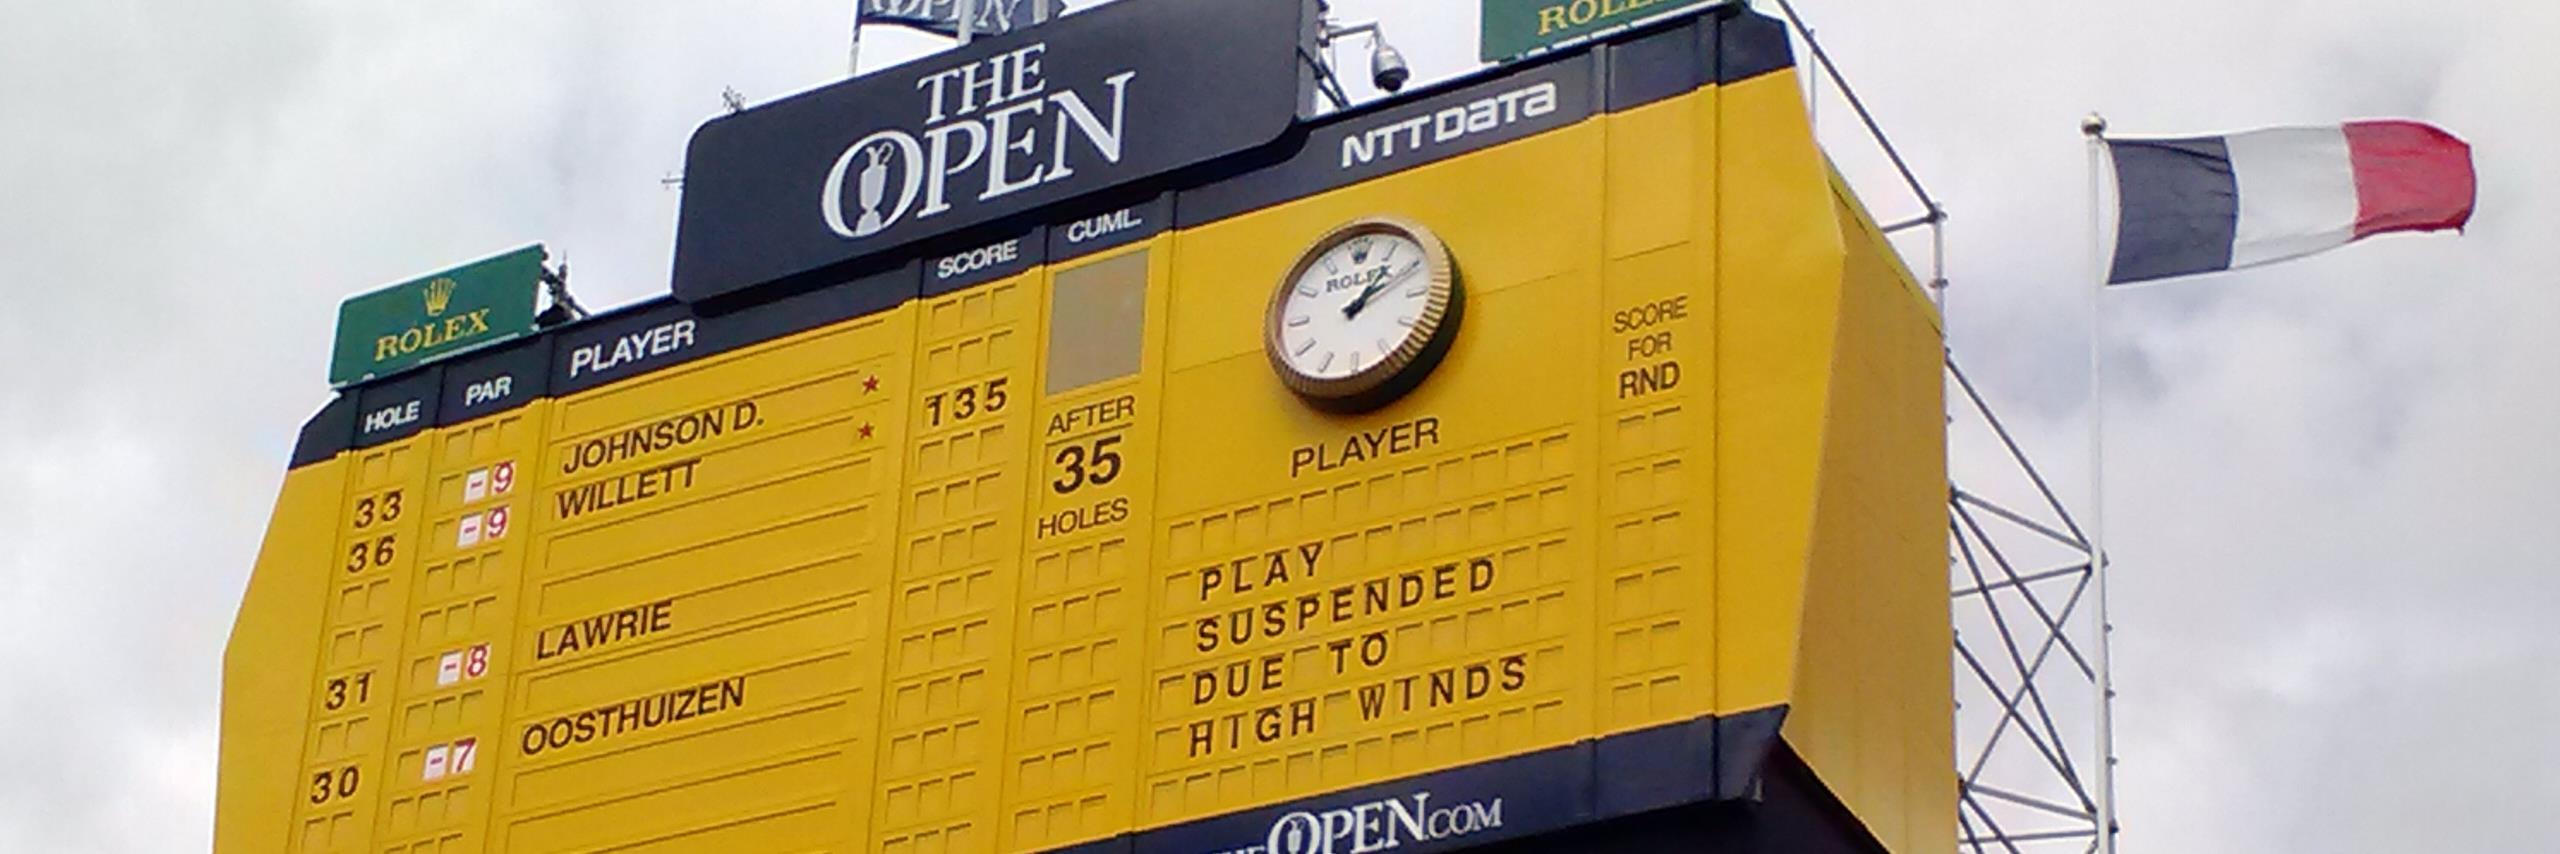 OPEN
ROLEX
THE
OPEN
NTT DATA
ROLEX
HOLE PAR PLAYER SCORE CUML.
ROLEX
33 -9 JOHNSON D. ★
36 -9 WILLETT ★ 135
31 -8 LAWRIE
30 -7 OOSTHUIZEN
AFTER
35
HOLES
PLAYER
SCORE
FOR
RND
PLAY
SUSPENDED
DUE TO
HIGH WINDS
THEOPEN.COM